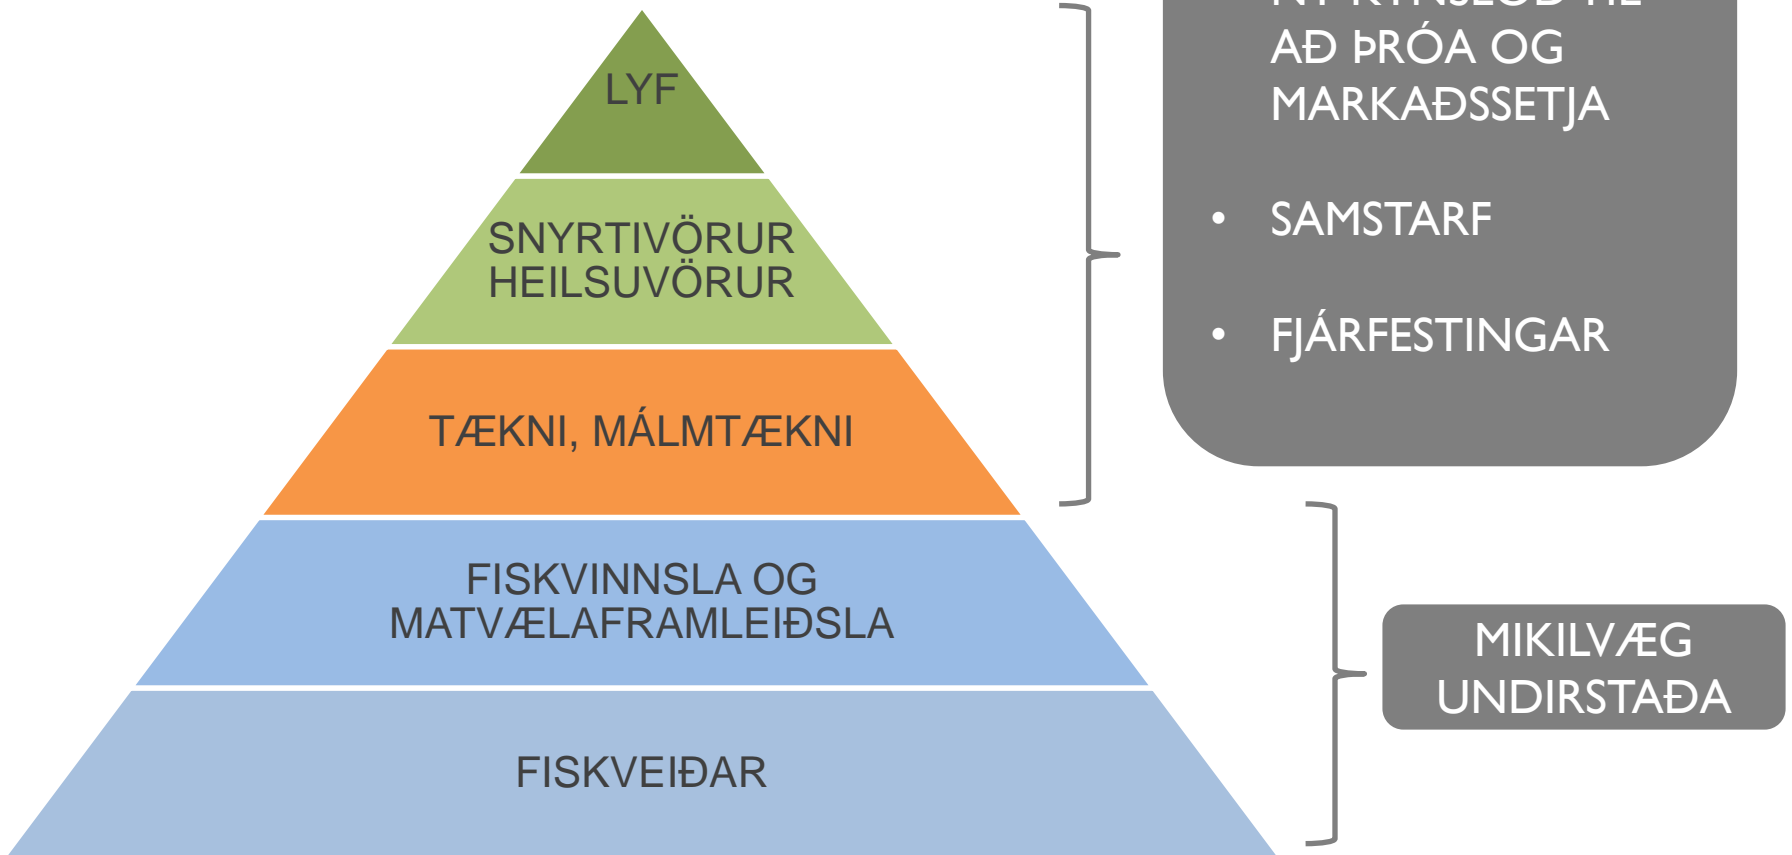 LYF
SNYRTIVÖRUR
HEILSUVÖRUR
TÆKNI, MÁLMTÆKNI
FISKVINNSLA OG
MATVÆLAFRAMLEIÐSLA
FISKVEIÐAR
AÐ ÞRÓA OG
MARKAÐSSETJA
• SAMSTARF
• FJÁRFESTINGAR
MIKILVÆG
UNDIRSTAÐA